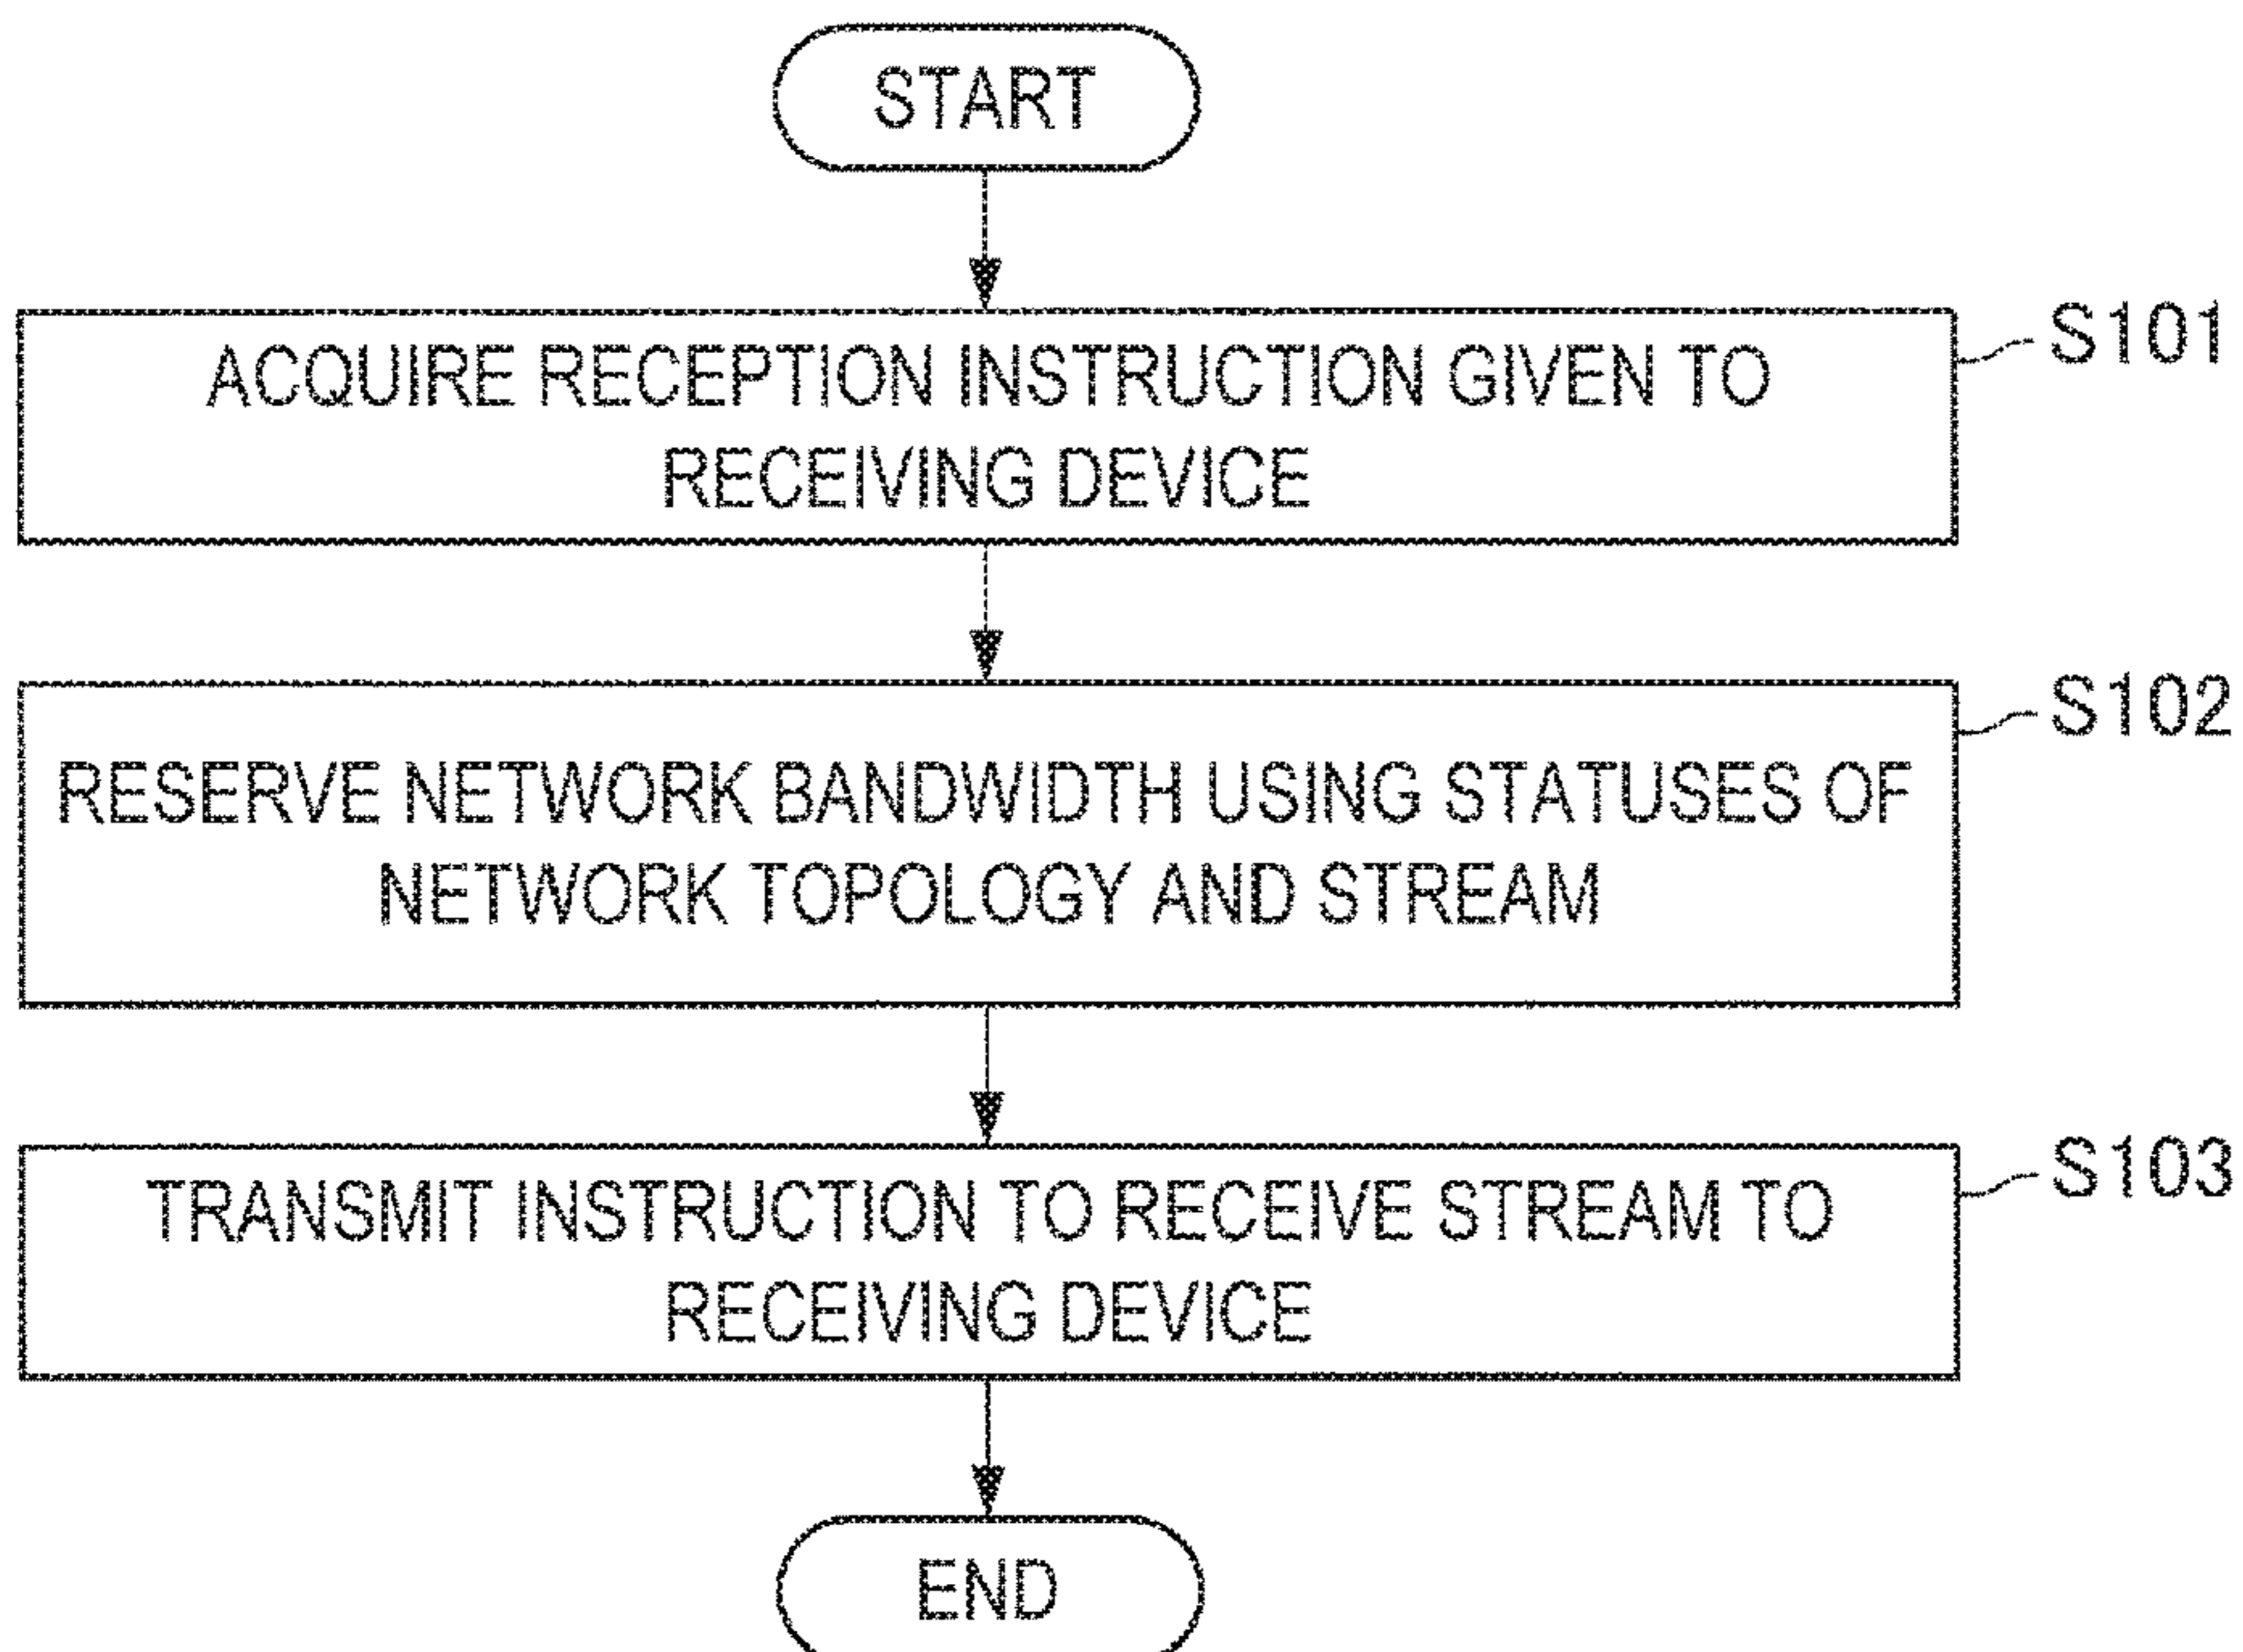 START
ACQUIRE RECEPTION INSTRUCTION GIVEN TO
RECEIVING DEVICE
S101
RESERVE NETWORK BANDWIDTH USING STATUSES OF
NETWORK TOPOLOGY AND STREAM
S102
TRANSMIT INSTRUCTION TO RECEIVE STREAM TO
RECEIVING DEVICE
S103
END